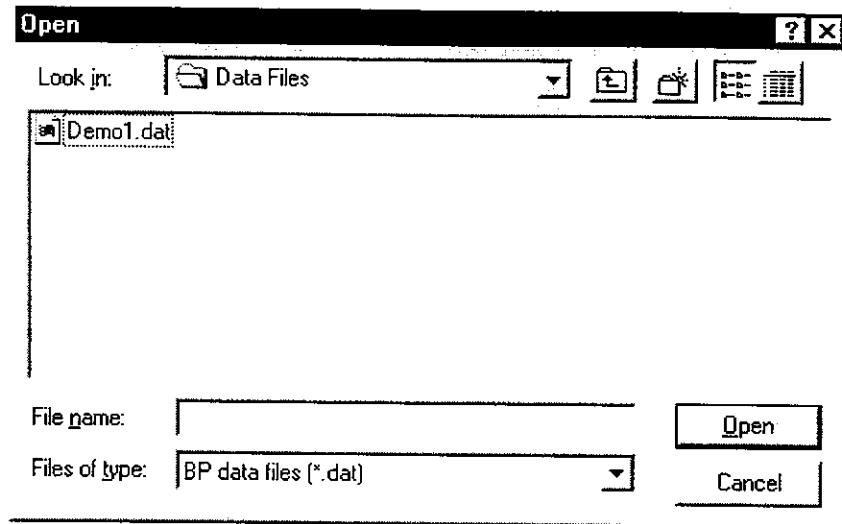 Open
Look in: Data Files
Demo1.dat
File name: Open
Files of type: BP data files (*.dat) Cancel